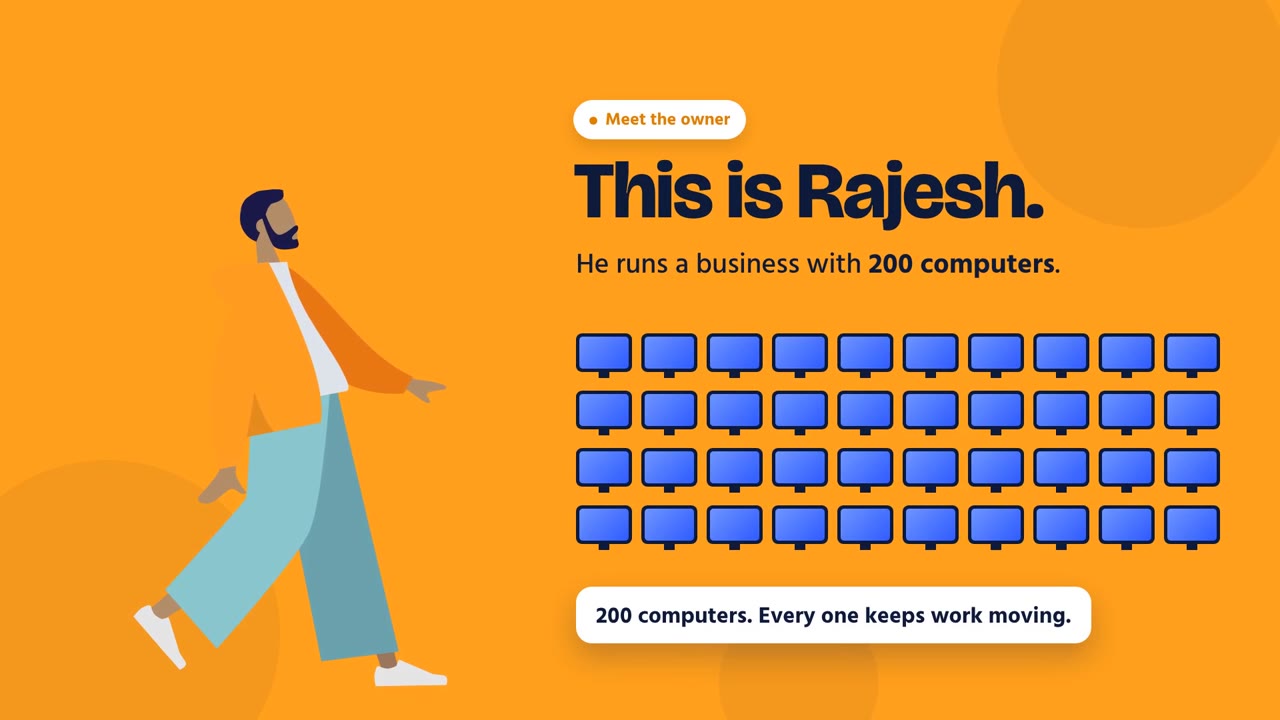 Meet the owner
This is Rajesh.
He runs a business with 200 computers.
200 computers. Every one keeps work moving.